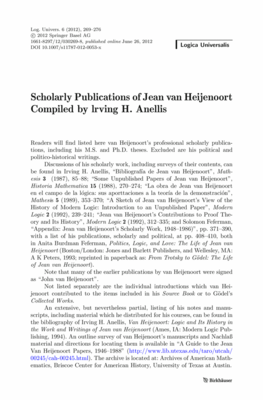 Log. Univers. 6 (2012), 269–276
© 2012 Springer Basel AG
1661-8297/12/030269-8, published online June 26, 2012
DOI 10.1007/s11787-012-0053-x
Logica Universalis
Scholarly Publications of Jean van Heijenoort
Compiled by Irving H. Anellis
Readers will find listed here van Heijenoort's professional scholarly publica-
tions, including his M.S. and Ph.D. theses. Excluded are his political and
politico-historical writings.
Discussions of his scholarly work, including surveys of their contents, can
be found in Irving H. Anellis, "Bibliografía de Jean van Heijenoort", Math-
esis 3 (1987), 85–88; "Some Unpublished Papers of Jean van Heijenoort",
Historia Mathematica 15 (1988), 270–274; "La obra de Jean van Heijenoort
en el campo de la lógica: sus aportaciones a la teoría de la demostración",
Mathesis 5 (1989), 353–370; "A Sketch of Jean van Heijenoort's View of the
History of Modern Logic: Introduction to an Unpublished Paper", Modern
Logic 2 (1992), 239–241; "Jean van Heijenoort's Contributions to Proof The-
ory and Its History", Modern Logic 2 (1992), 312–335; and Solomon Feferman,
"Appendix: Jean van Heijenoort's Scholarly Work, 1948-1986)", pp. 371–390,
with a list of his publications, scholarly and political, at pp. 408–410, both
in Anita Burdman Feferman, Politics, Logic, and Love: The Life of Jean van
Heijenoort (Boston/London: Jones and Bartlett Publishers, and Wellesley, MA:
A K Peters, 1993; reprinted in paperback as: From Trotsky to Gödel: The Life
of Jean van Heijenoort).
Note that many of the earlier publications by van Heijenoort were signed
as "John van Heijenoort".
Not listed separately are the individual introductions which van Hei-
jenoort contributed to the items included in his Source Book or to Gödel's
Collected Works.
An extensive, but nevertheless partial, listing of his notes and manu-
scripts, including material which he distributed for his courses, can be found in
the bibliography of Irving H. Anellis, Van Heijenoort: Logic and Its History in
the Work and Writings of Jean van Heijenoort (Ames, IA: Modern Logic Pub-
lishing, 1994). An outline survey of van Heijenoort's manuscripts and Nachlaß
material and directions for locating them is available in "A Guide to the Jean
Van Heijenoort Papers, 1946–1988" (http://www.lib.utexas.edu/taro/utcah/
00245/cah-00245.html). The archive is located at: Archives of American Math-
ematics, Briscoe Center for American History, University of Texas at Austin.
Birkhäuser